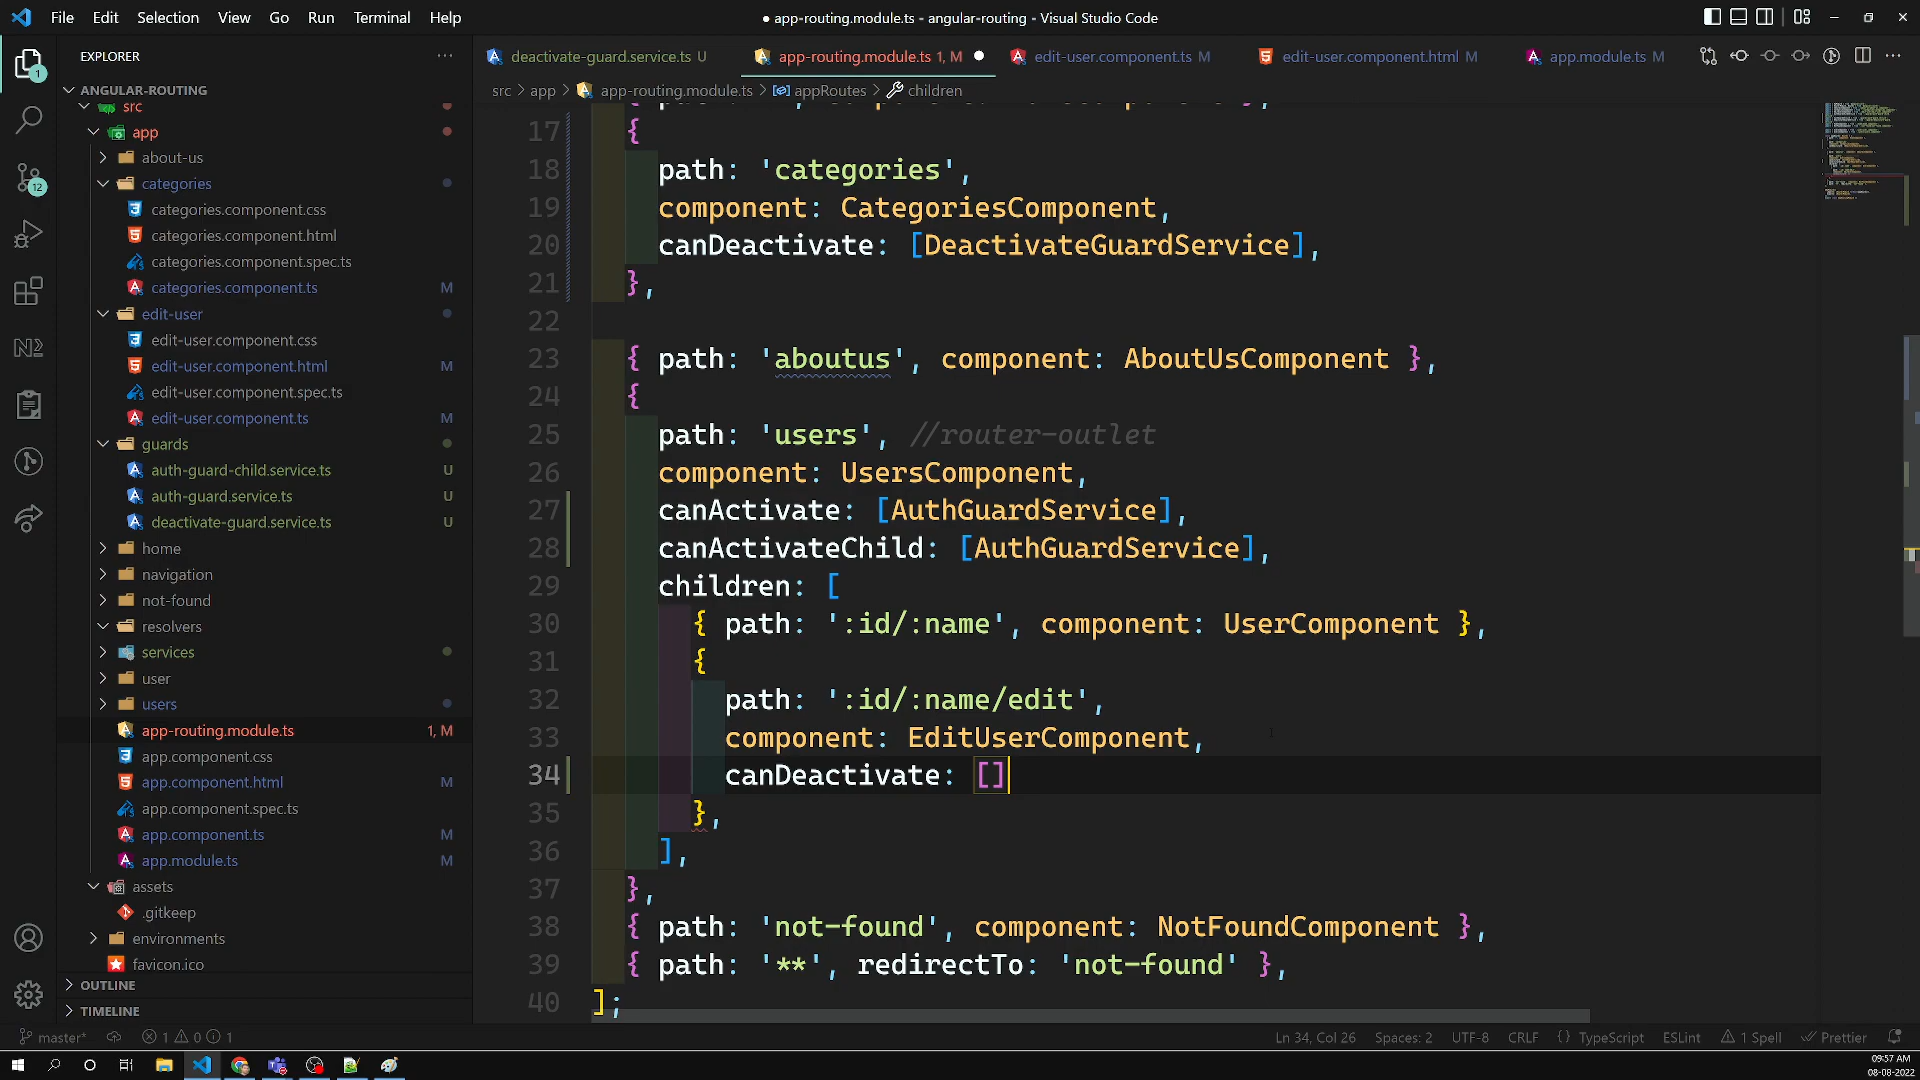 File Edit Selection View Go Run Terminal Help
● app-routing.module.ts - angular-routing - Visual Studio Code
EXPLORER
deactivate-guard.service.ts U
app-routing.module.ts 1, M
edit-user.component.ts M
edit-user.component.html M
app.module.ts M
src > app > app-routing.module.ts > appRoutes > children
1
12
ANGULAR-ROUTING
src
app
about-us
categories
categories.component.css
categories.component.html
categories.component.spec.ts
categories.component.ts M
edit-user
edit-user.component.css
edit-user.component.html M
edit-user.component.spec.ts
edit-user.component.ts M
guards
auth-guard-child.service.ts U
auth-guard.service.ts U
deactivate-guard.service.ts U
home
navigation
not-found
resolvers
services
user
users
app-routing.module.ts 1, M
app.component.css
app.component.html M
app.component.spec.ts
app.component.ts M
app.module.ts M
assets
.gitkeep
environments
favicon.ico
OUTLINE
TIMELINE
17 {
18 path: 'categories',
19 component: CategoriesComponent,
20 canDeactivate: [DeactivateGuardService],
21 },
22
23 { path: 'aboutus', component: AboutUsComponent },
24 {
25 path: 'users', //router-outlet
26 component: UsersComponent,
27 canActivate: [AuthGuardService],
28 canActivateChild: [AuthGuardService],
29 children: [
30 { path: ':id/:name', component: UserComponent },
31 {
32 path: ':id/:name/edit',
33 component: EditUserComponent,
34 canDeactivate: []
35 },
36 ],
37 },
38 { path: 'not-found', component: NotFoundComponent },
39 { path: '**', redirectTo: 'not-found' },
40 ];
master* 1 0 1
Ln 34, Col 26 Spaces: 2 UTF-8 CRLF {} TypeScript ESLint 1 Spell Prettier
09:57 AM
08-08-2022